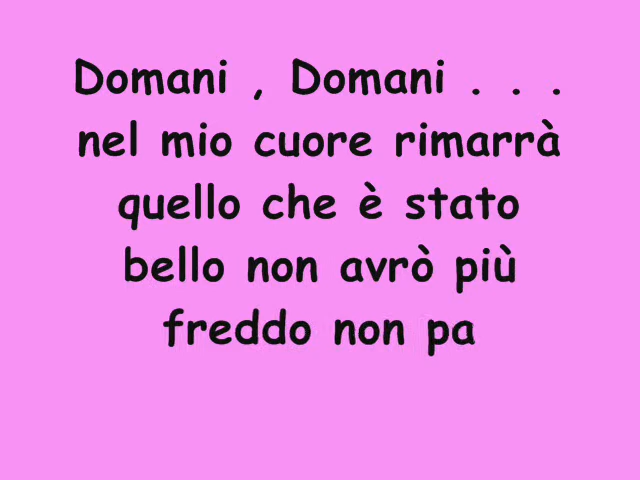 Domani , Domani . . .
nel mio cuore rimarrà
quello che è stato
bello non avrò più
freddo non pa